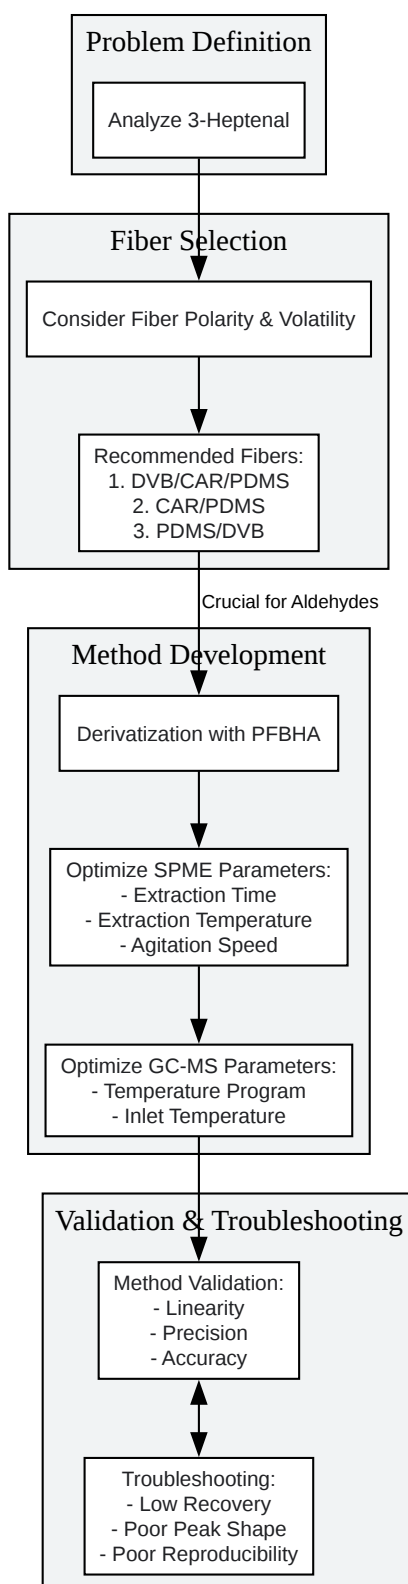 Problem Definition
Analyze 3-Heptenal
Fiber Selection
Consider Fiber Polarity & Volatility
Recommended Fibers:
1. DVB/CAR/PDMS
2. CAR/PDMS
3. PDMS/DVB
Crucial for Aldehydes
Method Development
Derivatization with PFBHA
Optimize SPME Parameters:
- Extraction Time
- Extraction Temperature
- Agitation Speed
Optimize GC-MS Parameters:
- Temperature Program
- Inlet Temperature
Validation & Troubleshooting
Method Validation:
- Linearity
- Precision
- Accuracy
Troubleshooting:
- Low Recovery
- Poor Peak Shape
- Poor Reproducibility